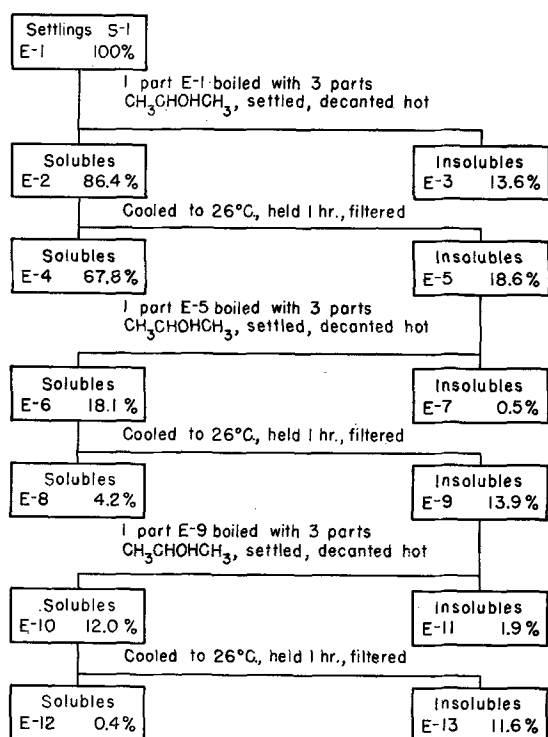 Settlings S-1
E-1 100%
1 part E-1 boiled with 3 parts
CH₃CHOHCH₃, settled, decanted hot
Solubles
E-2 86.4%
Insolubles
E-3 13.6%
Cooled to 26°C., held 1 hr., filtered
Solubles
E-4 67.8%
Insolubles
E-5 18.6%
1 part E-5 boiled with 3 parts
CH₃CHOHCH₃, settled, decanted hot
Solubles
E-6 18.1%
Insolubles
E-7 0.5%
Cooled to 26°C., held 1 hr., filtered
Solubles
E-8 4.2%
Insolubles
E-9 13.9%
1 part E-9 boiled with 3 parts
CH₃CHOHCH₃, settled, decanted hot
Solubles
E-10 12.0%
Insolubles
E-11 1.9%
Cooled to 26°C., held 1 hr., filtered
Solubles
E-12 0.4%
Insolubles
E-13 11.6%